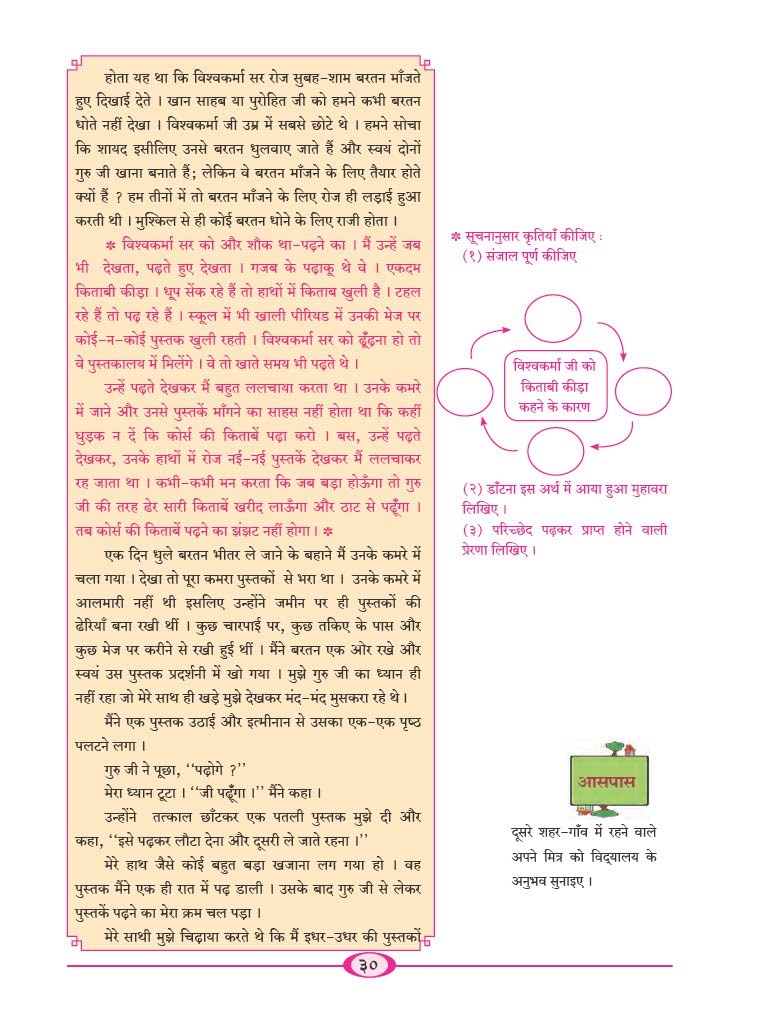 होता यह था कि विश्वकर्मा सर रोज सुबह-शाम बरतन माँजते
हुए दिखाई देते । खान साहब या पुरोहित जी को हमने कभी बरतन
धोते नहीं देखा । विश्वकर्मा जी उम्र में सबसे छोटे थे । हमने सोचा
कि शायद इसीलिए उनसे बरतन धुलवाए जाते हैं और स्वयं दोनों
गुरु जी खाना बनाते हैं; लेकिन वे बरतन माँजने के लिए तैयार होते
क्यों हैं ? हम तीनों में तो बरतन माँजने के लिए रोज ही लड़ाई हुआ
करती थी । मुश्किल से ही कोई बरतन धोने के लिए राजी होता ।
* विश्वकर्मा सर को और शौक था-पढ़ने का । मैं उन्हें जब
भी देखता, पढ़ते हुए देखता । गजब के पढ़ाकू थे वे । एकदम
किताबी कीड़ा । धूप सेंक रहे हैं तो हाथों में किताब खुली है । टहल
रहे हैं तो पढ़ रहे हैं । स्कूल में भी खाली पीरियड में उनकी मेज पर
कोई-न-कोई पुस्तक खुली रहती । विश्वकर्मा सर को ढूँढ़ना हो तो
वे पुस्तकालय में मिलेंगे । वे तो खाते समय भी पढ़ते थे ।
उन्हें पढ़ते देखकर मैं बहुत ललचाया करता था । उनके कमरे
में जाने और उनसे पुस्तकें माँगने का साहस नहीं होता था कि कहीं
घुड़क न दें कि कोर्स की किताबें पढ़ा करो । बस, उन्हें पढ़ते
देखकर, उनके हाथों में रोज नई-नई पुस्तकें देखकर मैं ललचाकर
रह जाता था । कभी-कभी मन करता कि जब बड़ा होऊँगा तो गुरु
जी की तरह ढेर सारी किताबें खरीद लाऊँगा और ठाट से पढ़ूँगा ।
तब कोर्स की किताबें पढ़ने का झंझट नहीं होगा । *
एक दिन धुले बरतन भीतर ले जाने के बहाने मैं उनके कमरे में
चला गया । देखा तो पूरा कमरा पुस्तकों से भरा था । उनके कमरे में
आलमारी नहीं थी इसलिए उन्होंने जमीन पर ही पुस्तकों की
ढेरियाँ बना रखी थीं । कुछ चारपाई पर, कुछ तकिए के पास और
कुछ मेज पर करीने से रखी हुई थीं । मैंने बरतन एक ओर रखे और
स्वयं उस पुस्तक प्रदर्शनी में खो गया । मुझे गुरु जी का ध्यान ही
नहीं रहा जो मेरे साथ ही खड़े मुझे देखकर मंद-मंद मुसकरा रहे थे ।
मैंने एक पुस्तक उठाई और इत्मीनान से उसका एक-एक पृष्ठ
पलटने लगा ।
गुरु जी ने पूछा, ‘‘पढ़ोगे ?’’
मेरा ध्यान टूटा । ‘‘जी पढ़ूँगा ।’’ मैंने कहा ।
उन्होंने तत्काल छाँटकर एक पतली पुस्तक मुझे दी और
कहा, ‘‘इसे पढ़कर लौटा देना और दूसरी ले जाते रहना ।’’
मेरे हाथ जैसे कोई बहुत बड़ा खजाना लग गया हो । वह
पुस्तक मैंने एक ही रात में पढ़ डाली । उसके बाद गुरु जी से लेकर
पुस्तकें पढ़ने का मेरा क्रम चल पड़ा ।
मेरे साथी मुझे चिढ़ाया करते थे कि मैं इधर-उधर की पुस्तकों
* सूचनानुसार कृतियाँ कीजिए :
(१) संजाल पूर्ण कीजिए
विश्वकर्मा जी को
किताबी कीड़ा
कहने के कारण
(२) डाँटना इस अर्थ में आया हुआ मुहावरा
लिखिए ।
(३) परिच्छेद पढ़कर प्राप्त होने वाली
प्रेरणा लिखिए ।
आसपास
दूसरे शहर-गाँव में रहने वाले
अपने मित्र को विद्यालय के
अनुभव सुनाइए ।
३०